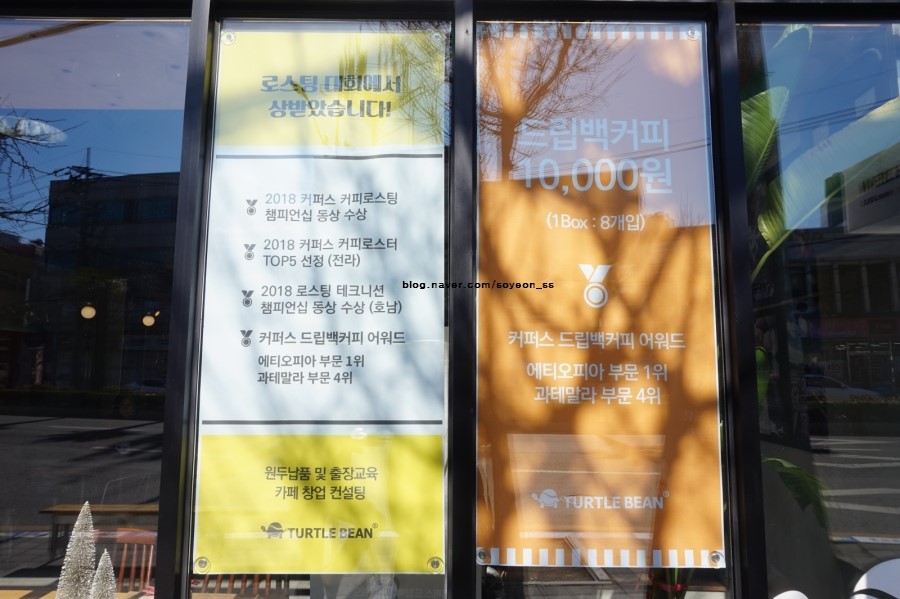 로스팅 대회에서
상받았습니다!
2018 커퍼스 커피로스팅
챔피언십 동상 수상
2018 커퍼스 커피로스터
TOP5 선정 (전라)
2018 로스팅 테크니션
챔피언십 동상 수상 (호남)
커퍼스 드립백커피 어워드
에티오피아 부문 1위
과테말라 부문 4위
원두납품 및 출장교육
카페 창업 컨설팅
TURTLE BEAN®
드립백커피
10,000원
(1Box : 8개입)
커퍼스 드립백커피 어워드
에티오피아 부문 1위
과테말라 부문 4위
TURTLE BEAN®
blog.naver.com/soyeon_ss